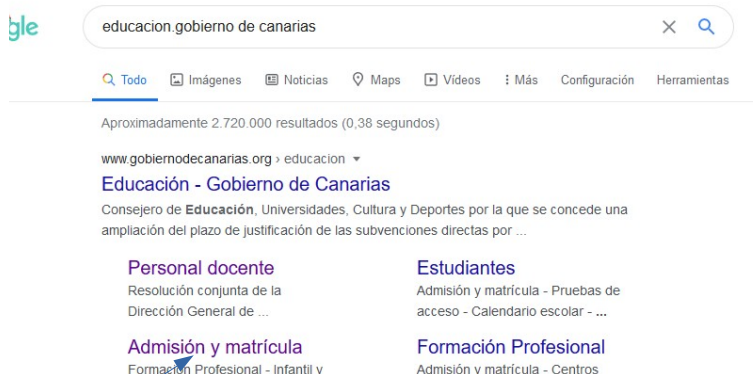 gle
educacion.gobierno de canarias
Todo Imágenes Noticias Maps Vídeos Más Configuración Herramientas
Aproximadamente 2.720.000 resultados (0,38 segundos)
www.gobiernodecanarias.org › educacion
Educación - Gobierno de Canarias
Consejero de Educación, Universidades, Cultura y Deportes por la que se concede una
ampliación del plazo de justificación de las subvenciones directas por ...
Personal docente
Resolución conjunta de la
Dirección General de ...
Estudiantes
Admisión y matrícula - Pruebas de
acceso - Calendario escolar - ...
Admisión y matrícula
Formación Profesional - Infantil y
Formación Profesional
Admisión y matrícula - Centros